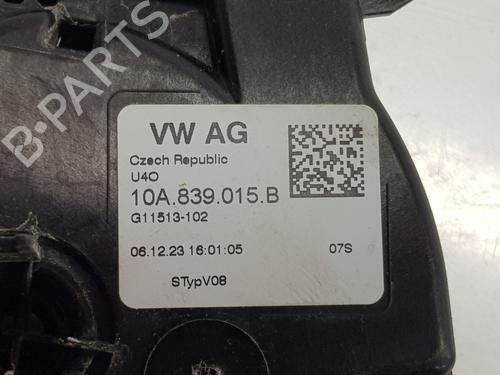 B-PARTS
VW AG
Czech Republic
U4O
10A.839.015.B
G11513-102
06.12.23 16:01:05
07S
STypV08